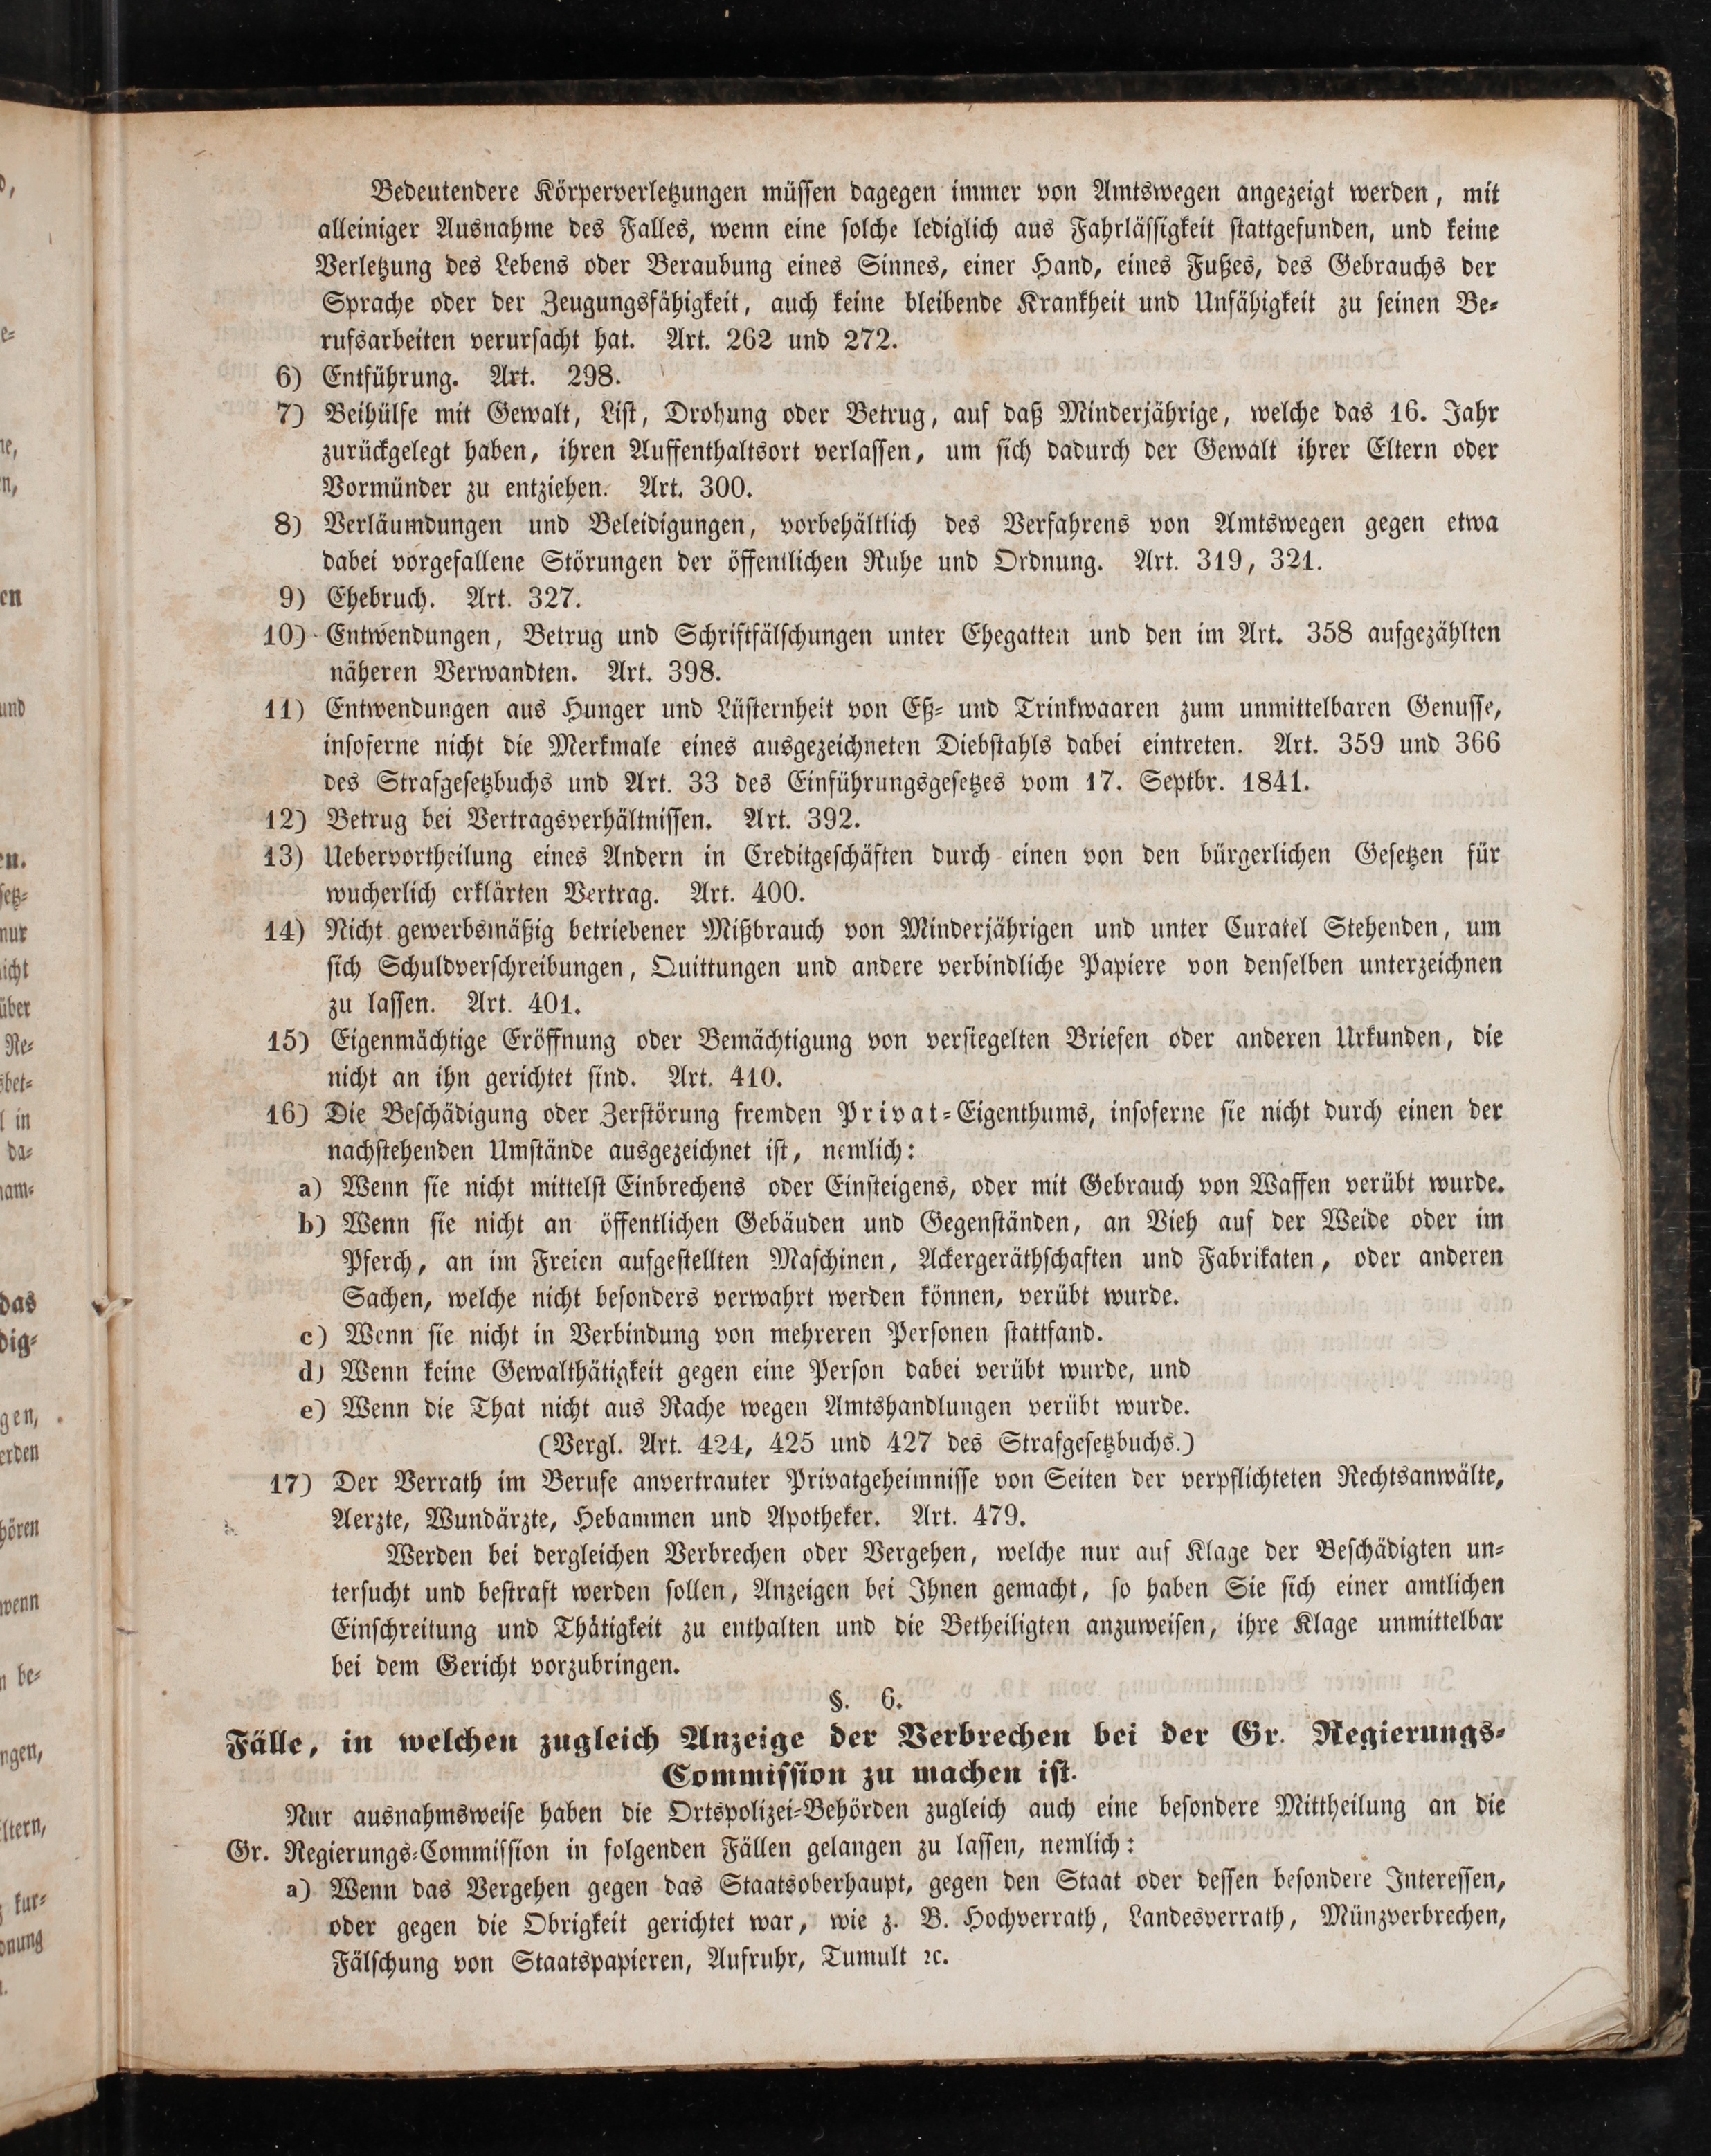 Bedeutendere Körperverletzungen müssen dagegen immer von Amtswegen angezeigt werden, mit
alleiniger Ausnahme des Falles, wenn eine solche lediglich aus Fahrlässigkeit stattgefunden, und keine
Verletzung des Lebens oder Beraubung eines Sinnes, einer Hand, eines Fußes, des Gebrauchs der
Sprache oder der Zeugungsfähigkeit, auch keine bleibende Krankheit und Unfähigkeit zu seinen Be-
rufsarbeiten verursacht hat. Art. 262 und 272.
6) Entführung. Art. 298.
7) Beihülfe mit Gewalt, List, Drohung oder Betrug, auf daß Minderjährige, welche das 16. Jahr
zurückgelegt haben, ihren Auffenthaltsort verlassen, um sich dadurch der Gewalt ihrer Eltern oder
Vormünder zu entziehen. Art. 300.
8) Verläumdungen und Beleidigungen, vorbehältlich des Verfahrens von Amtswegen gegen etwa
dabei vorgefallene Störungen der öffentlichen Ruhe und Ordnung. Art. 319, 321.
9) Ehebruch. Art. 327.
10) Entwendungen, Betrug und Schriftfälschungen unter Ehegatten und den im Art. 358 aufgezählten
näheren Verwandten. Art. 398.
11) Entwendungen aus Hunger und Lüsternheit von Eß- und Trinkwaaren zum unmittelbaren Genusse,
insoferne nicht die Merkmale eines ausgezeichneten Diebstahls dabei eintreten. Art. 359 und 366
des Strafgesetzbuchs und Art. 33 des Einführungsgesetzes vom 17. Septbr. 1841.
12) Betrug bei Vertragsverhältnissen. Art. 392.
13) Uebervortheilung eines Andern in Creditgeschäften durch einen von den bürgerlichen Gesetzen für
wucherlich erklärten Vertrag. Art. 400.
14) Nicht gewerbsmäßig betriebener Mißbrauch von Minderjährigen und unter Curatel Stehenden, um
sich Schuldverschreibungen, Quittungen und andere verbindliche Papiere von denselben unterzeichnen
zu lassen. Art. 401.
15) Eigenmächtige Eröffnung oder Bemächtigung von versiegelten Briefen oder anderen Urkunden, die
nicht an ihn gerichtet sind. Art. 410.
16) Die Beschädigung oder Zerstörung fremden Privat-Eigenthums, insoferne sie nicht durch einen der
nachstehenden Umstände ausgezeichnet ist, nemlich:
a) Wenn sie nicht mittelst Einbrechens oder Einsteigens, oder mit Gebrauch von Waffen verübt wurde.
b) Wenn sie nicht an öffentlichen Gebäuden und Gegenständen, an Vieh auf der Weide oder im
Pferch, an im Freien aufgestellten Maschinen, Ackergeräthschaften und Fabrikaten, oder anderen
Sachen, welche nicht besonders verwahrt werden können, verübt wurde.
c) Wenn sie nicht in Verbindung von mehreren Personen stattfand.
d) Wenn keine Gewaltthätigkeit gegen eine Person dabei verübt wurde, und
e) Wenn die That nicht aus Rache wegen Amtshandlungen verübt wurde.
(Vergl. Art. 424, 425 und 427 des Strafgesetzbuchs.)
17) Der Verrath im Berufe anvertrauter Privatgeheimnisse von Seiten der verpflichteten Rechtsanwälte,
Aerzte, Wundärzte, Hebammen und Apotheker. Art. 479.
Werden bei dergleichen Verbrechen oder Vergehen, welche nur auf Klage der Beschädigten un-
tersucht und bestraft werden sollen, Anzeigen bei Ihnen gemacht, so haben Sie sich einer amtlichen
Einschreitung und Thätigkeit zu enthalten und die Betheiligten anzuweisen, ihre Klage unmittelbar
bei dem Gericht vorzubringen.
§. 6.
Fälle, in welchen zugleich Anzeige der Verbrechen bei der Gr. Regierungs-
Commission zu machen ist.
Nur ausnahmsweise haben die Ortspolizei-Behörden zugleich auch eine besondere Mittheilung an die
Gr. Regierungs-Commission in folgenden Fällen gelangen zu lassen, nemlich:
a) Wenn das Vergehen gegen das Staatsoberhaupt, gegen den Staat oder dessen besondere Interessen,
oder gegen die Obrigkeit gerichtet war, wie z. B. Hochverrath, Landesverrath, Münzverbrechen,
Fälschung von Staatspapieren, Aufruhr, Tumult ꝛc.